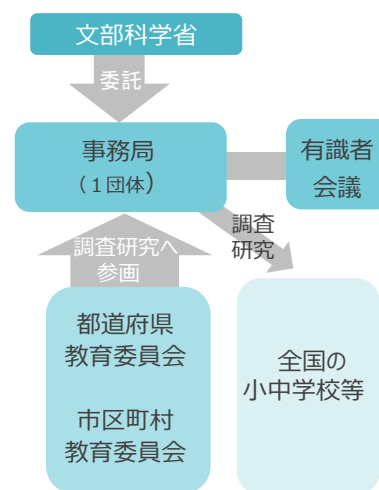 文部科学省
委託
事務局
（１団体）
有識者
会議
調査
研究
調査研究へ
参画
都道府県
教育委員会
市区町村
教育委員会
全国の
小中学校等